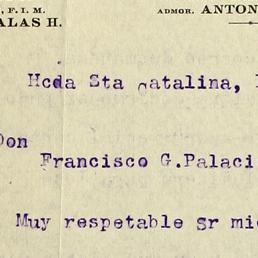 , F. I. M.
ALAS H.
ADMOR. ANTON
Hcda Sta Catalina,
Don
Francisco G.Palaci
Muy respetable Sr mi